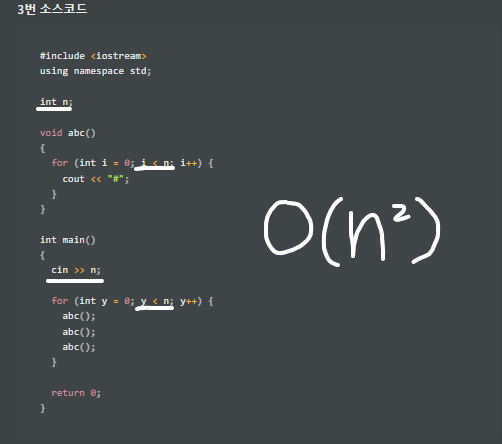 3번 소스코드
#include <iostream>
using namespace std;
int n;
void abc()
{
for (int i = 0; i < n; i++) {
cout << "#";
}
}
O(n²)
int main()
{
cin >> n;
for (int y = 0; y < n; y++) {
abc();
abc();
abc();
}
return 0;
}